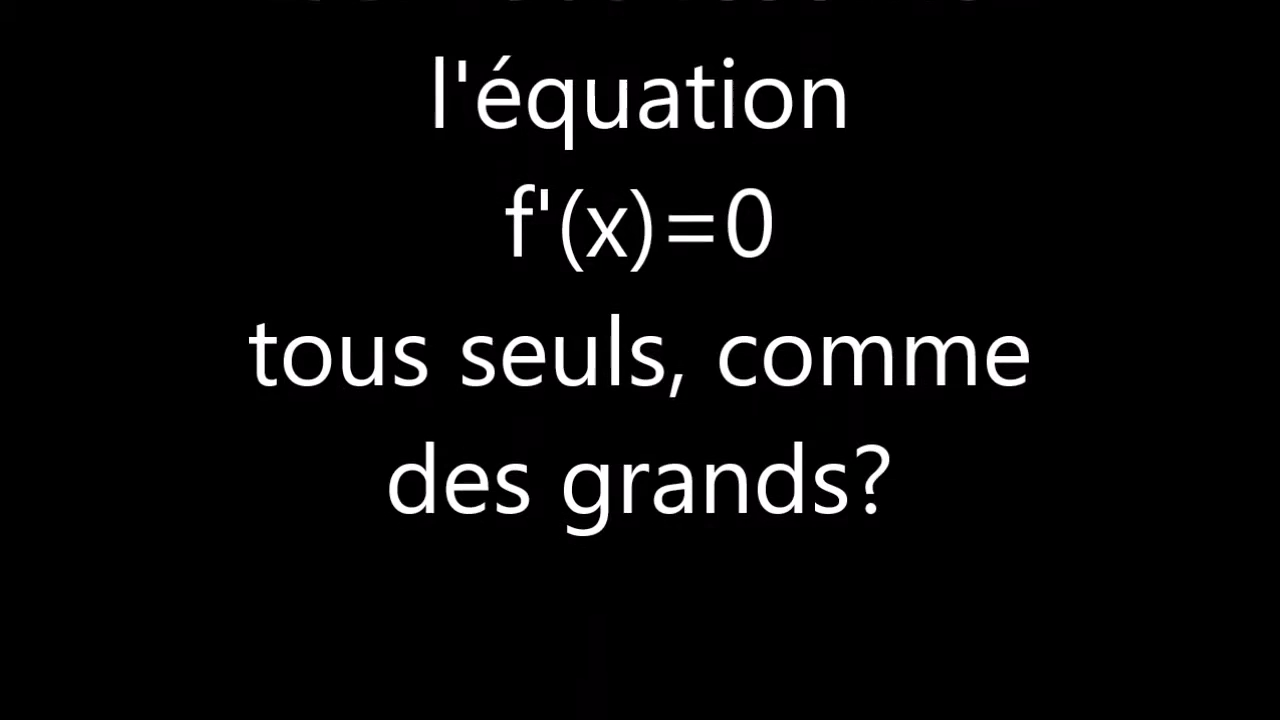 l'équation
f'(x)=0
tous seuls, comme
des grands?